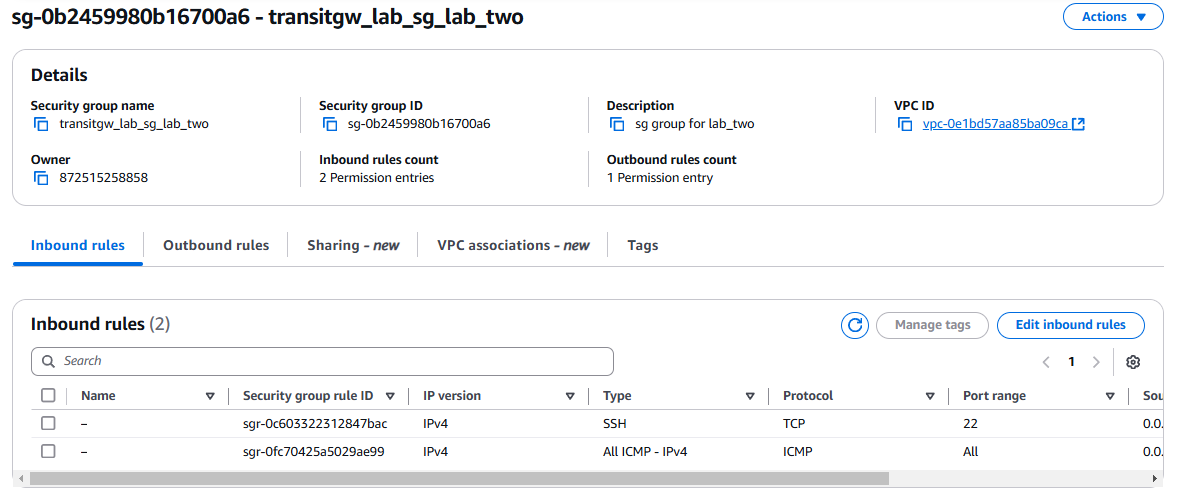 sg-0b2459980b16700a6 - transitgw_lab_sg_lab_two
Actions
Details
Security group name
transitgw_lab_sg_lab_two
Security group ID
sg-0b2459980b16700a6
Description
sg group for lab_two
VPC ID
vpc-0e1bd57aa85ba09ca
Owner
872515258858
Inbound rules count
2 Permission entries
Outbound rules count
1 Permission entry
Inbound rules Outbound rules Sharing - new VPC associations - new Tags
Inbound rules (2)
Manage tags
Edit inbound rules
Search
1
Name Security group rule ID IP version Type Protocol Port range Sou
– sgr-0c603322312847bac IPv4 SSH TCP 22 0.0.
– sgr-0fc70425a5029ae99 IPv4 All ICMP - IPv4 ICMP All 0.0.